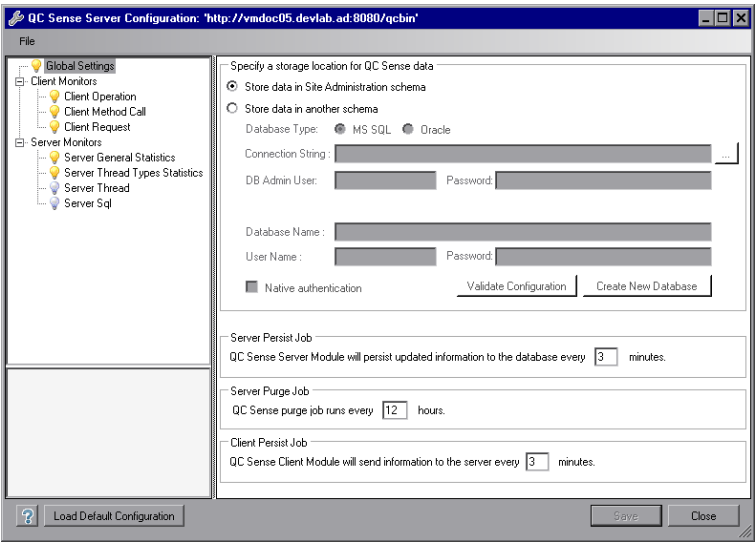 QC Sense Server Configuration: 'http://vmdoc05.devlab.ad:8080/qcbin'
File
Global Settings
Client Monitors
Client Operation
Client Method Call
Client Request
Server Monitors
Server General Statistics
Server Thread Types Statistics
Server Thread
Server Sql
Specify a storage location for QC Sense data
Store data in Site Administration schema
Store data in another schema
Database Type: MS SQL Oracle
Connection String : ...
DB Admin User: Password:
Database Name :
User Name : Password:
Native authentication Validate Configuration Create New Database
Server Persist Job
QC Sense Server Module will persist updated information to the database every 3 minutes.
Server Purge Job
QC Sense purge job runs every 12 hours.
Client Persist Job
QC Sense Client Module will send information to the server every 3 minutes.
? Load Default Configuration Save Close